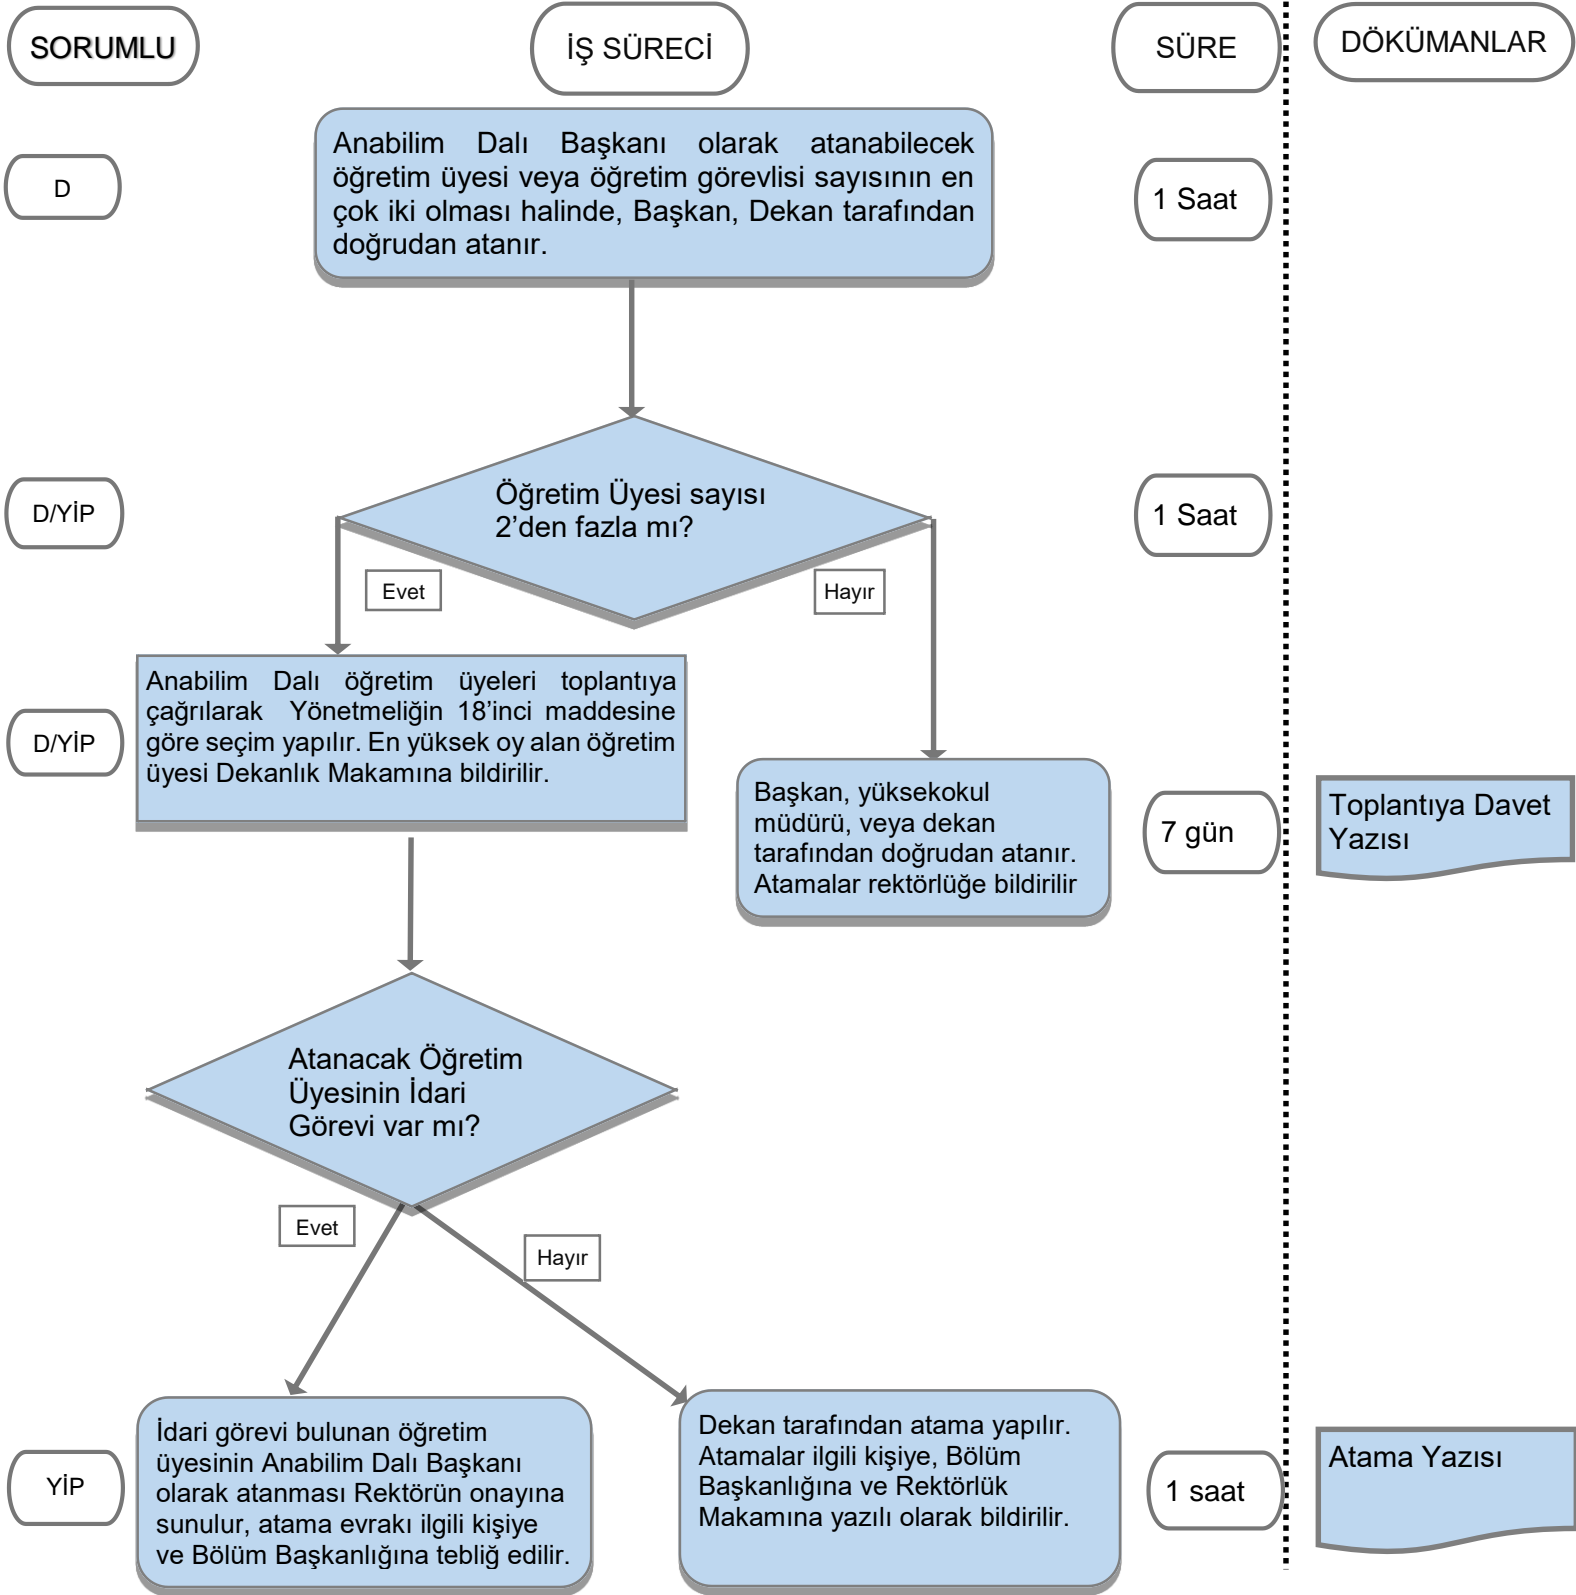 SORUMLU
İŞ SÜRECİ
SÜRE
DÖKÜMANLAR
D
Anabilim Dalı Başkanı olarak atanabilecek
öğretim üyesi veya öğretim görevlisi sayısının en
çok iki olması halinde, Başkan, Dekan tarafından
doğrudan atanır.
1 Saat
D/YİP
Öğretim Üyesi sayısı
2’den fazla mı?
1 Saat
Evet
Hayır
D/YİP
Anabilim Dalı öğretim üyeleri toplantıya
çağrılarak Yönetmeliğin 18’inci maddesine
göre seçim yapılır. En yüksek oy alan öğretim
üyesi Dekanlık Makamına bildirilir.
Başkan, yüksekokul
müdürü, veya dekan
tarafından doğrudan atanır.
Atamalar rektörlüğe bildirilir
7 gün
Toplantıya Davet
Yazısı
Atanacak Öğretim
Üyesinin İdari
Görevi var mı?
Evet
Hayır
YİP
İdari görevi bulunan öğretim
üyesinin Anabilim Dalı Başkanı
olarak atanması Rektörün onayına
sunulur, atama evrakı ilgili kişiye
ve Bölüm Başkanlığına tebliğ edilir.
Dekan tarafından atama yapılır.
Atamalar ilgili kişiye, Bölüm
Başkanlığına ve Rektörlük
Makamına yazılı olarak bildirilir.
1 saat
Atama Yazısı